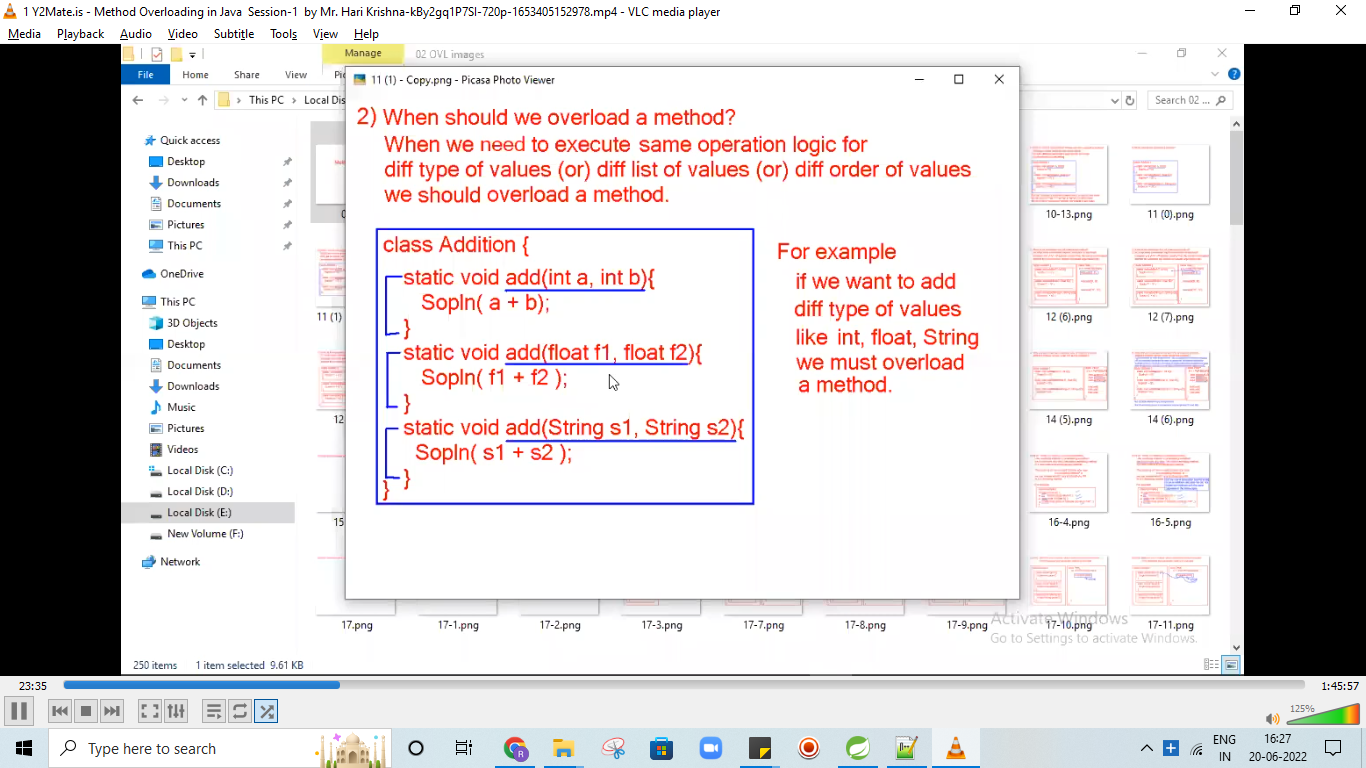 1 Y2Mate.is - Method Overloading in Java  Session-1  by Mr. Hari Krishna-kBy2gq1P7SI-720p-1653405152978.mp4 - VLC media player
Media Playback Audio Video Subtitle Tools View Help
Manage 02 OVL images
File Home Share View
This PC Local Dis Search 02 ...
11 (1) - Copy.png - Picasa Photo Viewer
2) When should we overload a method?
When we need to execute same operation logic for
diff type of values (or) diff list of values (or) diff order of values
we should overload a method.
class Addition {
static void add(int a, int b){
Sopln( a + b);
}
static void add(float f1, float f2){
Sopln( f1 + f2 );
}
static void add(String s1, String s2){
Sopln( s1 + s2 );
}
}
For example
if we want to add
diff type of values
like int, float, String
we must overload
a method.
Quick access
Desktop
Downloads
Documents
Pictures
This PC
OneDrive
This PC
3D Objects
Desktop
Documents
Downloads
Music
Pictures
Videos
Local Disk (C:)
Local Disk (D:)
Local Disk (E:)
New Volume (F:)
Network
10-13.png 11 (0).png
11 (1) 12 (6).png 12 (7).png
12 14 (5).png 14 (6).png
15 16-4.png 16-5.png
17.png 17-1.png 17-2.png 17-3.png 17-7.png 17-8.png 17-9.png 17-10.png 17-11.png
Activate Windows
Go to Settings to activate Windows.
250 items 1 item selected 9.61 KB
23:35 1:45:57
125%
Type here to search
ENG
IN
16:27
20-06-2022